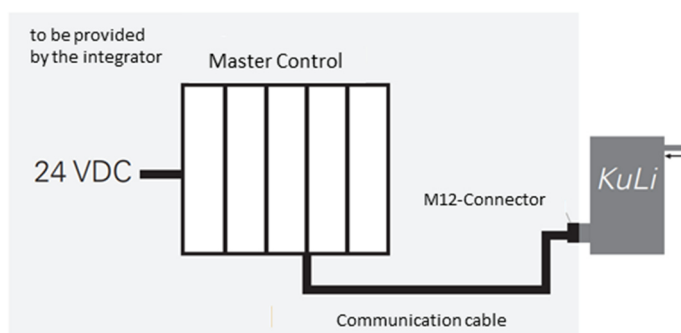 to be provided
by the integrator
Master Control
24 VDC
KuLi
M12-Connector
Communication cable